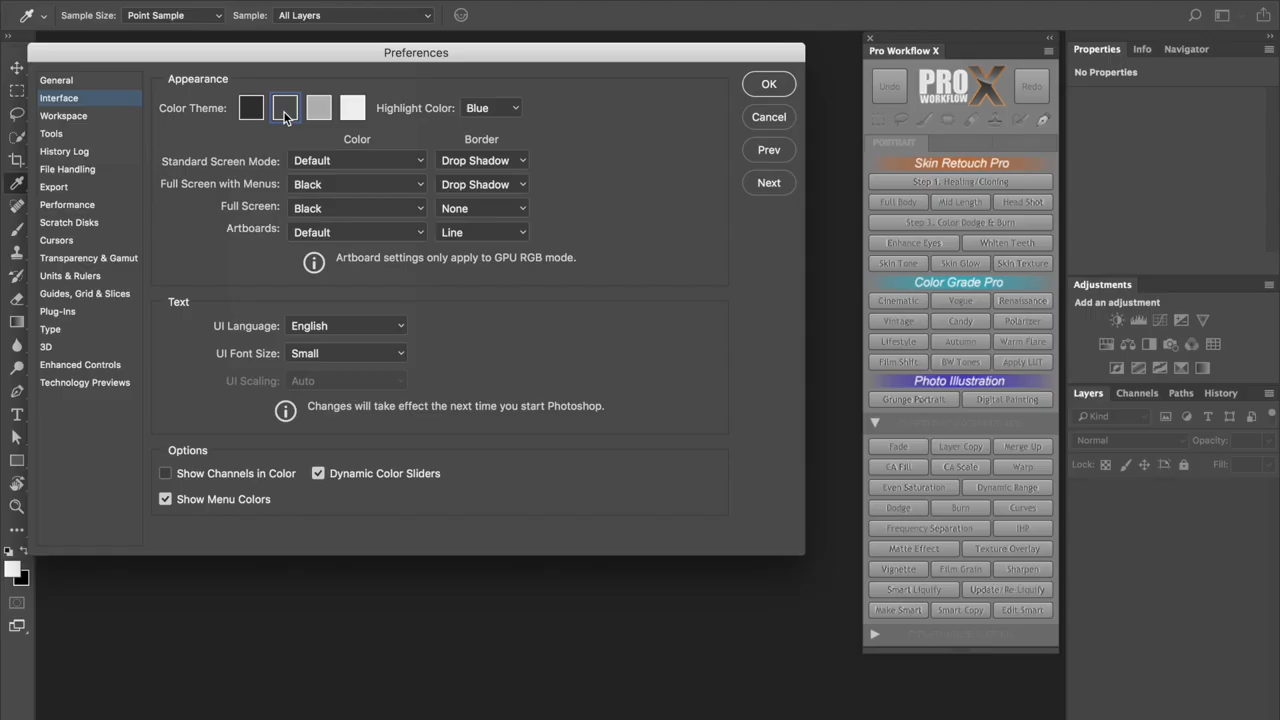 Sample Size: Point Sample Sample: All Layers
Preferences
General
Interface
Workspace
Tools
History Log
File Handling
Export
Performance
Scratch Disks
Cursors
Transparency & Gamut
Units & Rulers
Guides, Grid & Slices
Plug-Ins
Type
3D
Enhanced Controls
Technology Previews
Appearance
Color Theme: Highlight Color: Blue
Color Border
Standard Screen Mode: Default Drop Shadow
Full Screen with Menus: Black Drop Shadow
Full Screen: Black None
Artboards: Default Line
Artboard settings only apply to GPU RGB mode.
Text
UI Language: English
UI Font Size: Small
UI Scaling: Auto
Changes will take effect the next time you start Photoshop.
Options
Show Channels in Color Dynamic Color Sliders
Show Menu Colors
OK
Cancel
Prev
Next
Pro Workflow X
Undo PRO X WORKFLOW Redo
PORTRAIT
Skin Retouch Pro
Step 1. Healing/Cloning
Full Body Mid Length Head Shot
Step 3. Color Dodge & Burn
Enhance Eyes Whiten Teeth
Skin Tone Skin Glow Skin Texture
Color Grade Pro
Cinematic Vogue Renaissance
Vintage Candy Polarizer
Lifestyle Autumn Warm Flare
Film Shift BW Tones Apply LUT
Photo Illustration
Grunge Portrait Digital Painting
Fade Layer Copy Merge Up
CA Fill CA Scale Warp
Even Saturation Dynamic Range
Dodge Burn Curves
Frequency Separation IHP
Matte Effect Texture Overlay
Vignette Film Grain Sharpen
Smart Liquify Update/Re Liquify
Make Smart Smart Copy Edit Smart
Properties Info Navigator
No Properties
Adjustments
Add an adjustment
Layers Channels Paths History
Kind
Normal Opacity:
Lock: Fill: